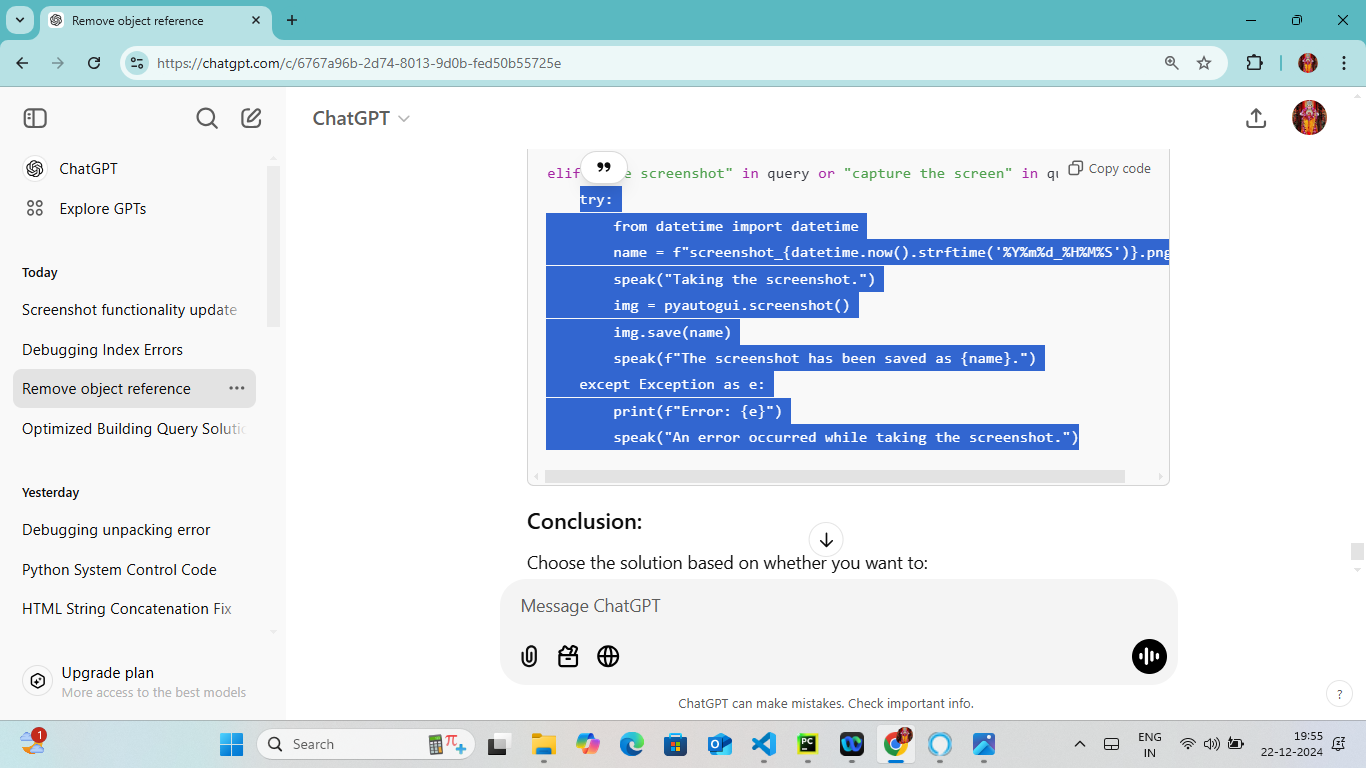 Remove object reference
https://chatgpt.com/c/6767a96b-2d74-8013-9d0b-fed50b55725e
ChatGPT
ChatGPT
Explore GPTs
Today
Screenshot functionality update
Debugging Index Errors
Remove object reference
Optimized Building Query Solutio
Yesterday
Debugging unpacking error
Python System Control Code
HTML String Concatenation Fix
Upgrade plan
More access to the best models
elif screenshot" in query or "capture the screen" in qu
Copy code
try:
from datetime import datetime
name = f"screenshot_{datetime.now().strftime('%Y%m%d_%H%M%S')}.png
speak("Taking the screenshot.")
img = pyautogui.screenshot()
img.save(name)
speak(f"The screenshot has been saved as {name}.")
except Exception as e:
print(f"Error: {e}")
speak("An error occurred while taking the screenshot.")
Conclusion:
Choose the solution based on whether you want to:
Message ChatGPT
ChatGPT can make mistakes. Check important info.
?
1
Search
ENG
IN
19:55
22-12-2024